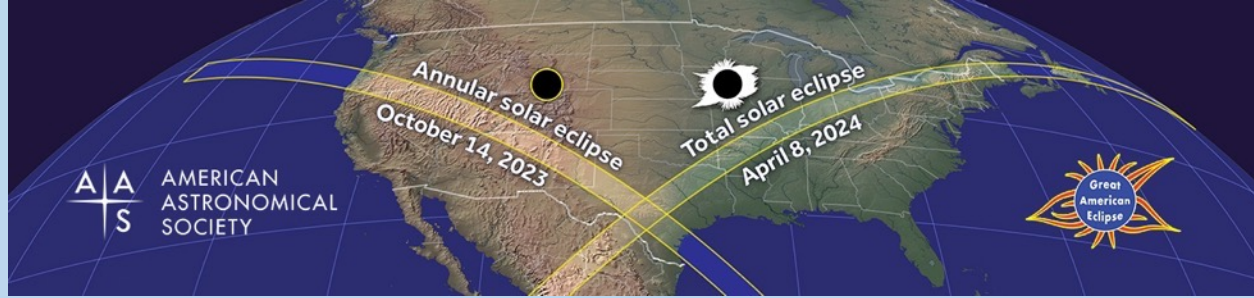 Annular solar eclipse
October 14, 2023
Total solar eclipse
April 8, 2024
A A
S
AMERICAN
ASTRONOMICAL
SOCIETY
Great
American
Eclipse